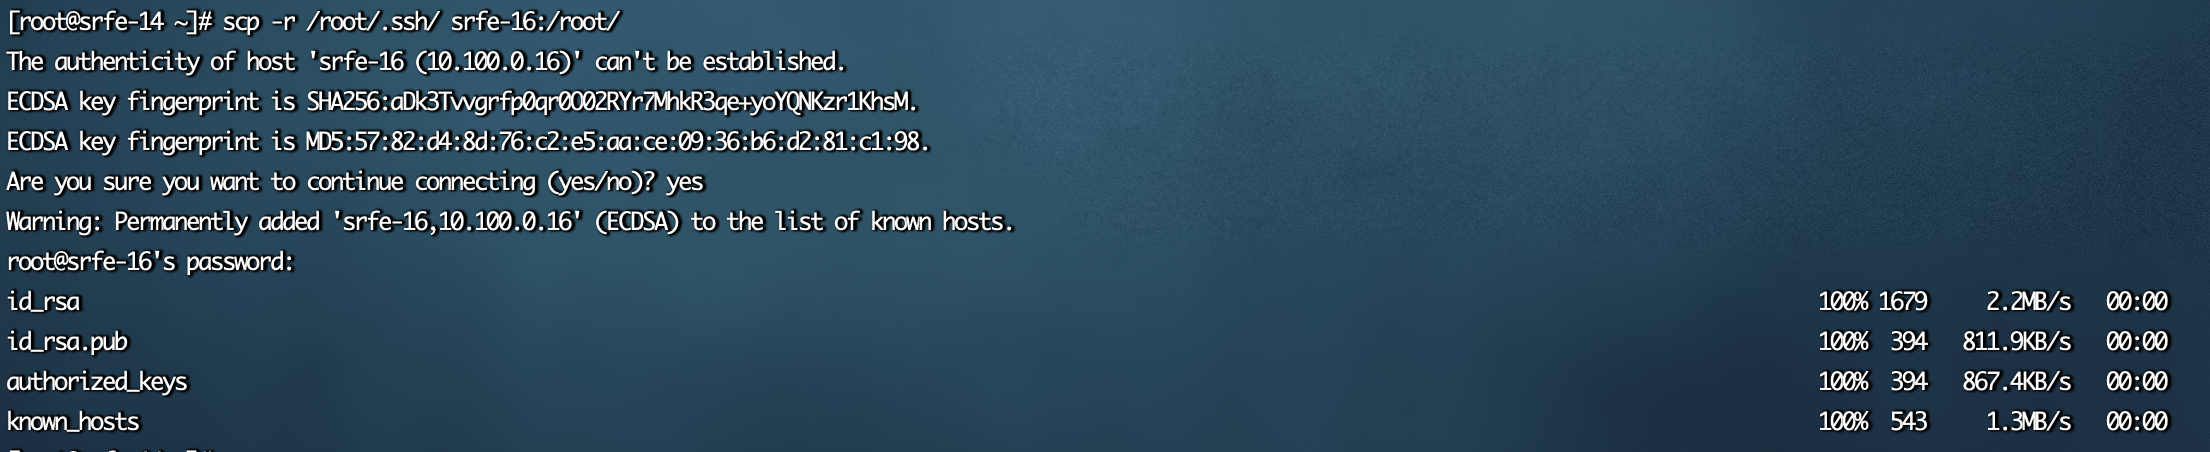 [root@srfe-14 ~]# scp -r /root/.ssh/ srfe-16:/root/
The authenticity of host 'srfe-16 (10.100.0.16)' can't be established.
ECDSA key fingerprint is SHA256:aDk3Tvvgrfp0qr0O02RYr7MhkR3qe+yoYQNKzr1KhsM.
ECDSA key fingerprint is MD5:57:82:d4:8d:76:c2:e5:aa:ce:09:36:b6:d2:81:c1:98.
Are you sure you want to continue connecting (yes/no)? yes
Warning: Permanently added 'srfe-16,10.100.0.16' (ECDSA) to the list of known hosts.
root@srfe-16's password:
id_rsa 100% 1679 2.2MB/s 00:00
id_rsa.pub 100% 394 811.9KB/s 00:00
authorized_keys 100% 394 867.4KB/s 00:00
known_hosts 100% 543 1.3MB/s 00:00